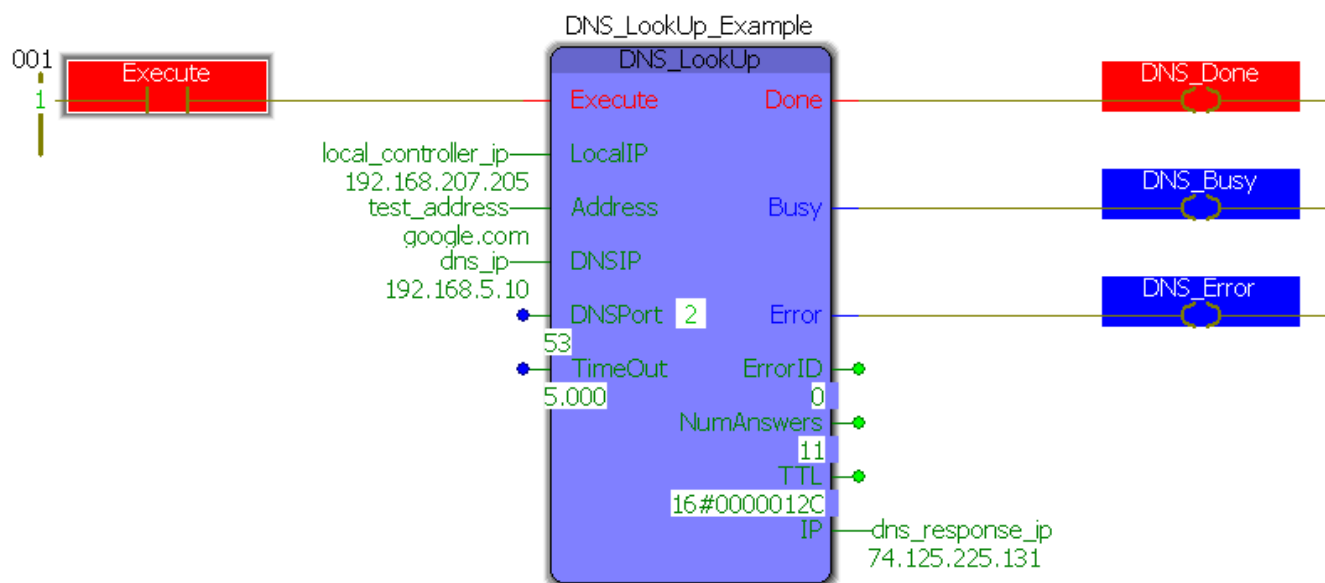 DNS_LookUp_Example
001
DNS_LookUp
Execute
DNS_Done
1
Execute
Done
local_controller_ip
LocalIP
192.168.207.205
DNS_Busy
test_address
Address
Busy
google.com
dns_ip
DNSIP
192.168.5.10
DNS_Error
DNSPort
2
Error
53
TimeOut
ErrorID
5.000
0
NumAnswers
11
TTL
16#0000012C
IP
dns_response_ip
74.125.225.131